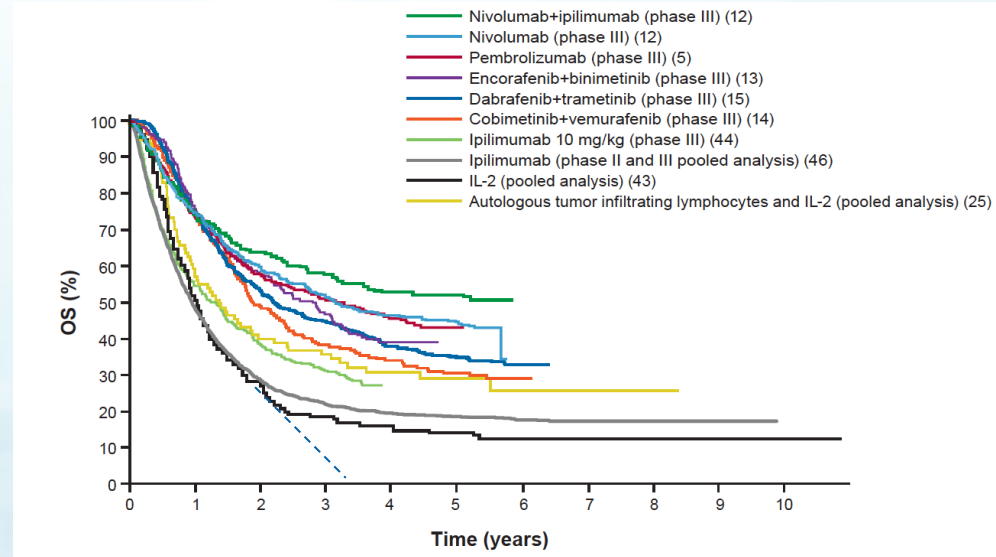 Nivolumab+ipilimumab (phase III) (12)
Nivolumab (phase III) (12)
Pembrolizumab (phase III) (5)
Encorafenib+binimetinib (phase III) (13)
Dabrafenib+trametinib (phase III) (15)
Cobimetinib+vemurafenib (phase III) (14)
Ipilimumab 10 mg/kg (phase III) (44)
Ipilimumab (phase II and III pooled analysis) (46)
IL-2 (pooled analysis) (43)
Autologous tumor infiltrating lymphocytes and IL-2 (pooled analysis) (25)
OS (%)
100
90
80
70
60
50
40
30
20
10
0
0 1 2 3 4 5 6 7 8 9 10
Time (years)